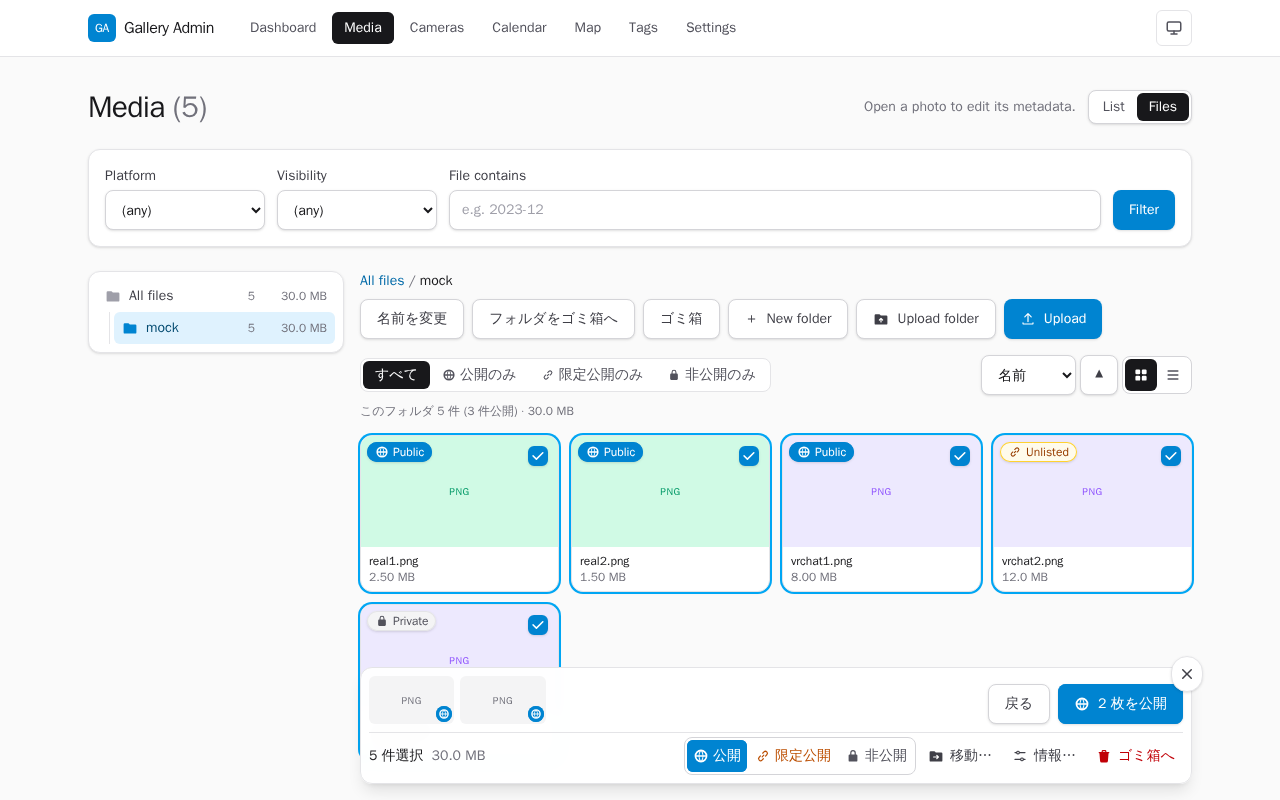 GA Gallery Admin Dashboard Media Cameras Calendar Map Tags Settings
Media (5)
Open a photo to edit its metadata. List Files
Platform Visibility File contains
(any) (any) e.g. 2023-12 Filter
All files 5 30.0 MB
mock 5 30.0 MB
All files / mock
名前を変更 フォルダをゴミ箱へ ゴミ箱 + New folder Upload folder Upload
すべて 公開のみ 限定公開のみ 非公開のみ 名前 ▲
このフォルダ 5 件 (3 件公開) · 30.0 MB
Public Public Public Unlisted
PNG PNG PNG PNG
real1.png real2.png vrchat1.png vrchat2.png
2.50 MB 1.50 MB 8.00 MB 12.0 MB
Private
PNG
PNG PNG 戻る 2 枚を公開
5 件選択 30.0 MB 公開 限定公開 非公開 移動… 情報… ゴミ箱へ